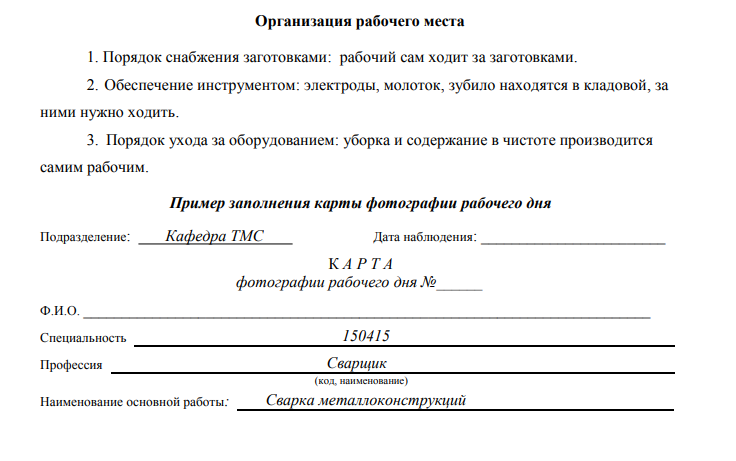 Организация рабочего места
1. Порядок снабжения заготовками: рабочий сам ходит за заготовками.
2. Обеспечение инструментом: электроды, молоток, зубило находятся в кладовой, за
ними нужно ходить.
3. Порядок ухода за оборудованием: уборка и содержание в чистоте производится
самим рабочим.
Пример заполнения карты фотографии рабочего дня
Подразделение: Кафедра ТМС Дата наблюдения: ____________
К А Р Т А
фотографии рабочего дня №______
Ф.И.О. ____________
Специальность 150415
Профессия Сварщик
(код, наименование)
Наименование основной работы: Сварка металлоконструкций